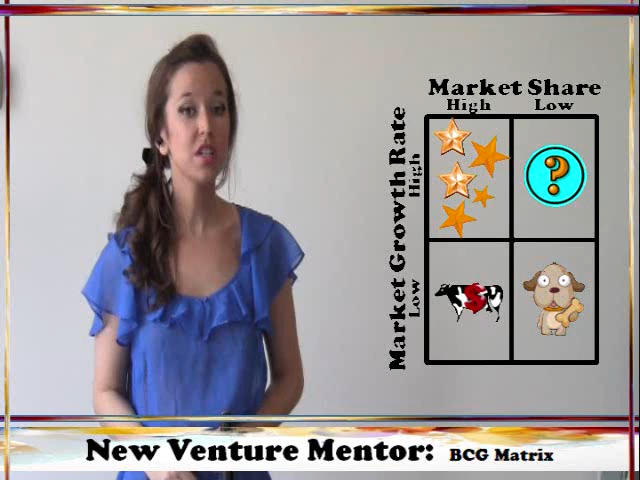 Market Share
High Low
Market Growth Rate
High
Low
?
$
New Venture Mentor: BCG Matrix